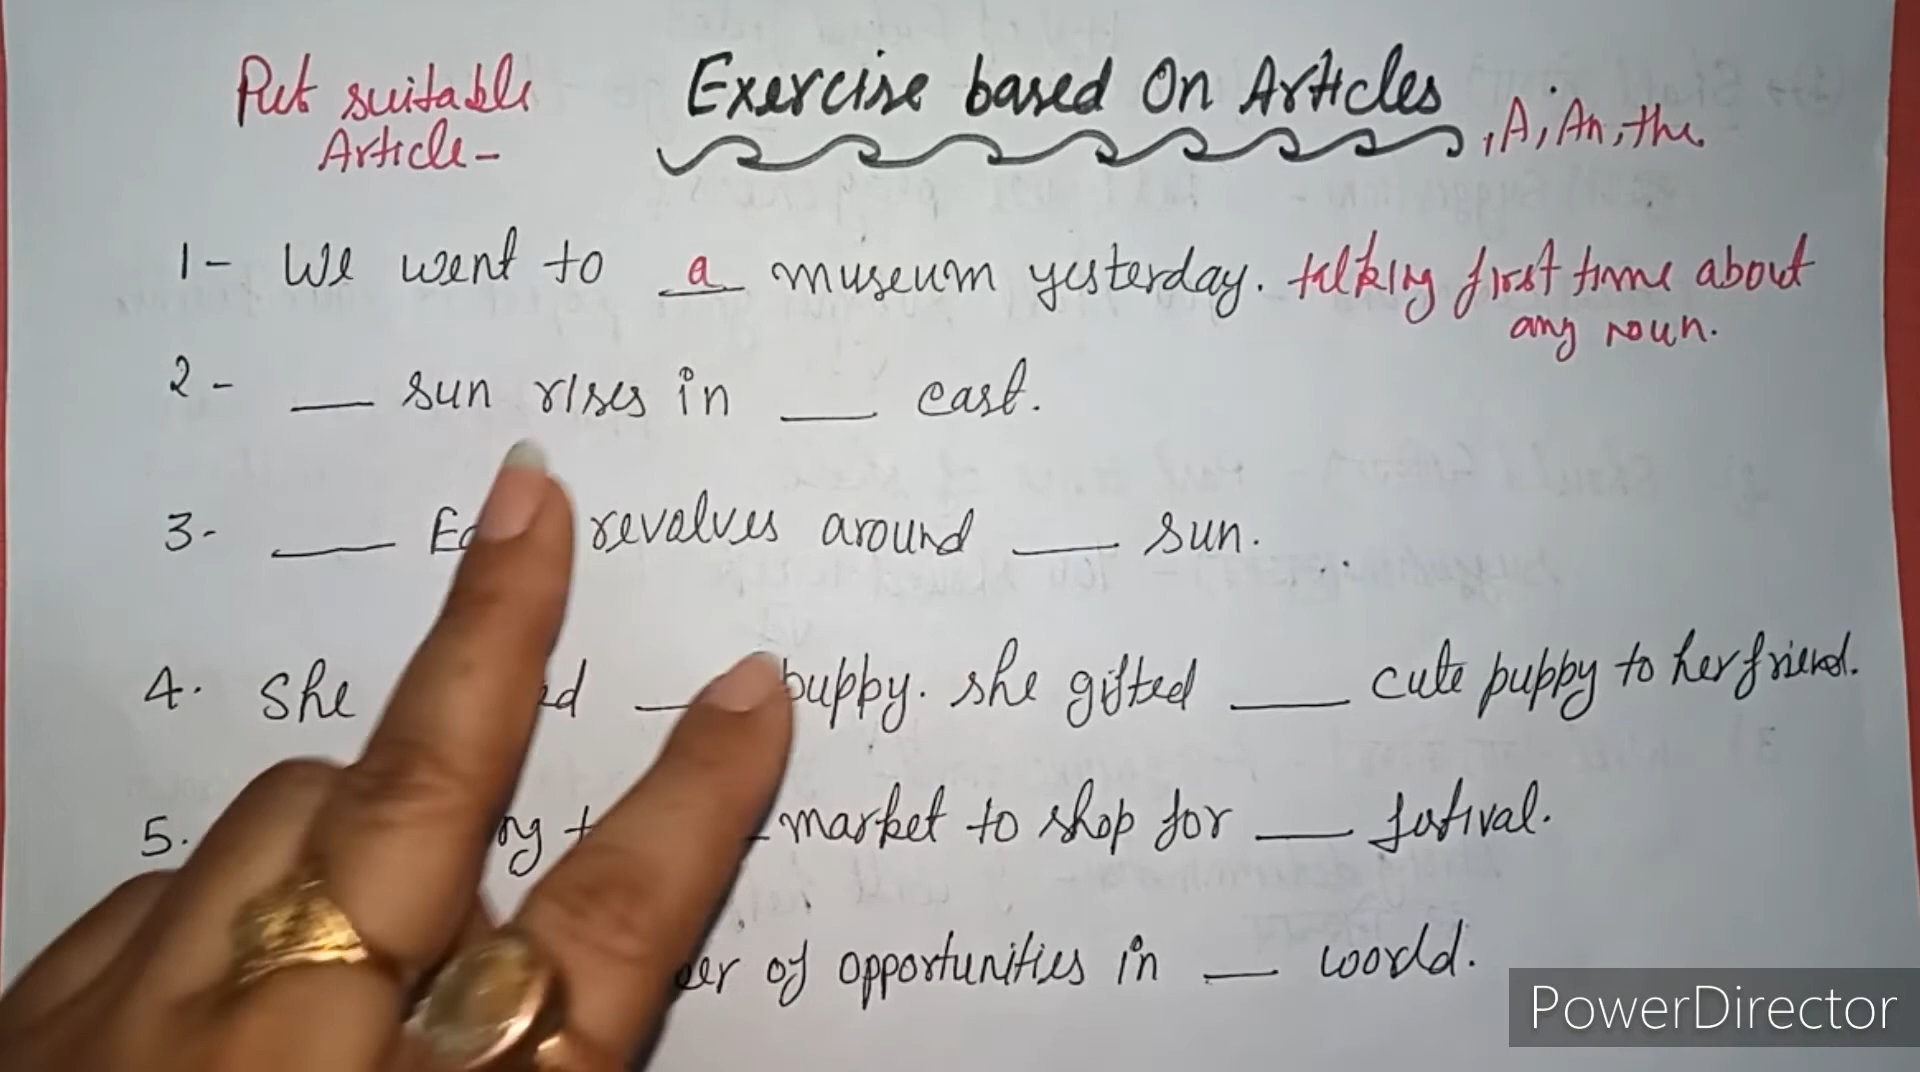 Put suitable
Article-
Exercise based On Articles
, A, An, the
1- We went to a museum yesterday. talking first time about
any noun.
2- __ sun rises in __ east.
3- __ revolves around __ sun.
4. She __ puppy. she gifted __ cute puppy to her friend.
5. market to shop for __ festival.
of opportunities in __ world.
PowerDirector